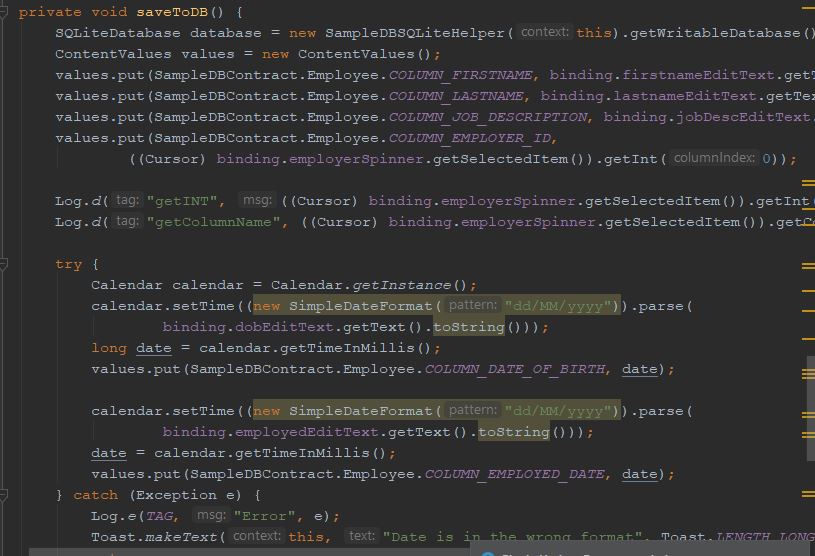 private void saveToDB() {
SQLiteDatabase database = new SampleDBSQLiteHelper( context: this).getWritableDatabase()
ContentValues values = new ContentValues();
values.put(SampleDBContract.Employee.COLUMN_FIRSTNAME, binding.firstnameEditText.getT
values.put(SampleDBContract.Employee.COLUMN_LASTNAME, binding.lastnameEditText.getTex
values.put(SampleDBContract.Employee.COLUMN_JOB_DESCRIPTION, binding.jobDescEditText.
values.put(SampleDBContract.Employee.COLUMN_EMPLOYER_ID,
((Cursor) binding.employerSpinner.getSelectedItem()).getInt( columnIndex: 0));
Log.d( tag: "getINT", msg: ((Cursor) binding.employerSpinner.getSelectedItem()).getInt(
Log.d( tag: "getColumnName", ((Cursor) binding.employerSpinner.getSelectedItem()).getCo
try {
Calendar calendar = Calendar.getInstance();
calendar.setTime((new SimpleDateFormat( pattern: "dd/MM/yyyy")).parse(
binding.dobEditText.getText().toString()));
long date = calendar.getTimeInMillis();
values.put(SampleDBContract.Employee.COLUMN_DATE_OF_BIRTH, date);
calendar.setTime((new SimpleDateFormat( pattern: "dd/MM/yyyy")).parse(
binding.employedEditText.getText().toString()));
date = calendar.getTimeInMillis();
values.put(SampleDBContract.Employee.COLUMN_EMPLOYED_DATE, date);
} catch (Exception e) {
Log.e(TAG, msg: "Error", e);
Toast.makeText( context: this, text: "Date is in the wrong format", Toast.LENGTH_LONG